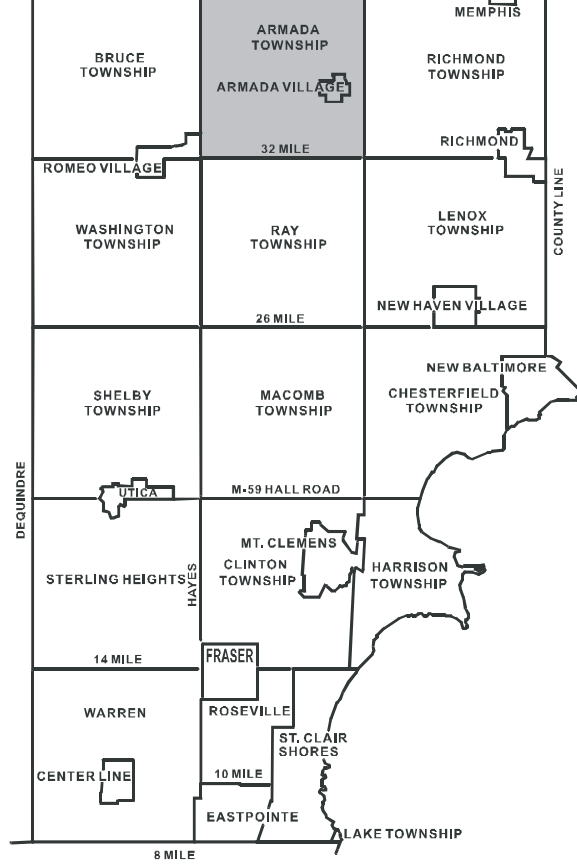 MEMPHIS
ARMADA
TOWNSHIP
BRUCE
TOWNSHIP
RICHMOND
TOWNSHIP
ARMADA VILLAGE
RICHMOND
32 MILE
ROMEO VILLAGE
COUNTY LINE
WASHINGTON
TOWNSHIP
RAY
TOWNSHIP
LENOX
TOWNSHIP
NEW HAVEN VILLAGE
26 MILE
NEW BALTIMORE
SHELBY
TOWNSHIP
MACOMB
TOWNSHIP
CHESTERFIELD
TOWNSHIP
DEQUINDRE
UTICA
M-59 HALL ROAD
MT. CLEMENS
STERLING HEIGHTS
HAYES
CLINTON
TOWNSHIP
HARRISON
TOWNSHIP
14 MILE
FRASER
WARREN
ROSEVILLE
ST. CLAIR
SHORES
CENTER LINE
10 MILE
EASTPOINTE
LAKE TOWNSHIP
8 MILE